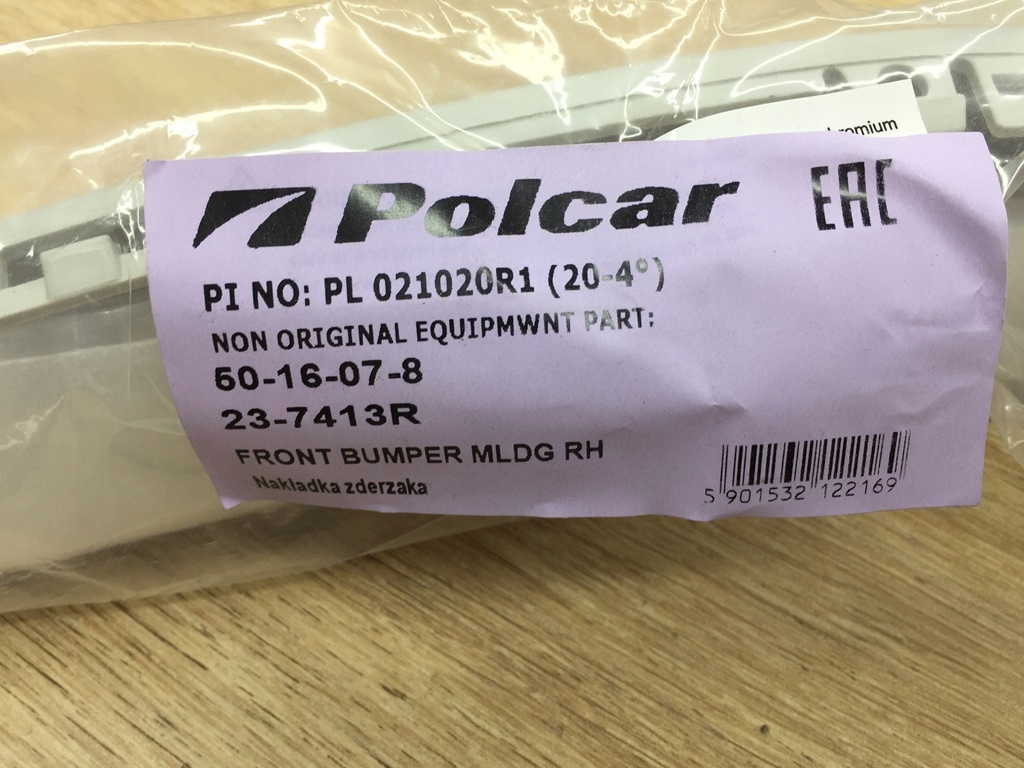 Polcar
EAC
PI NO: PL 021020R1 (20-4°)
NON ORIGINAL EQUIPMWNT PART:
60-16-07-8
23-7413R
FRONT BUMPER MLDG RH
Nakladka zderzaka
5 901532 122169